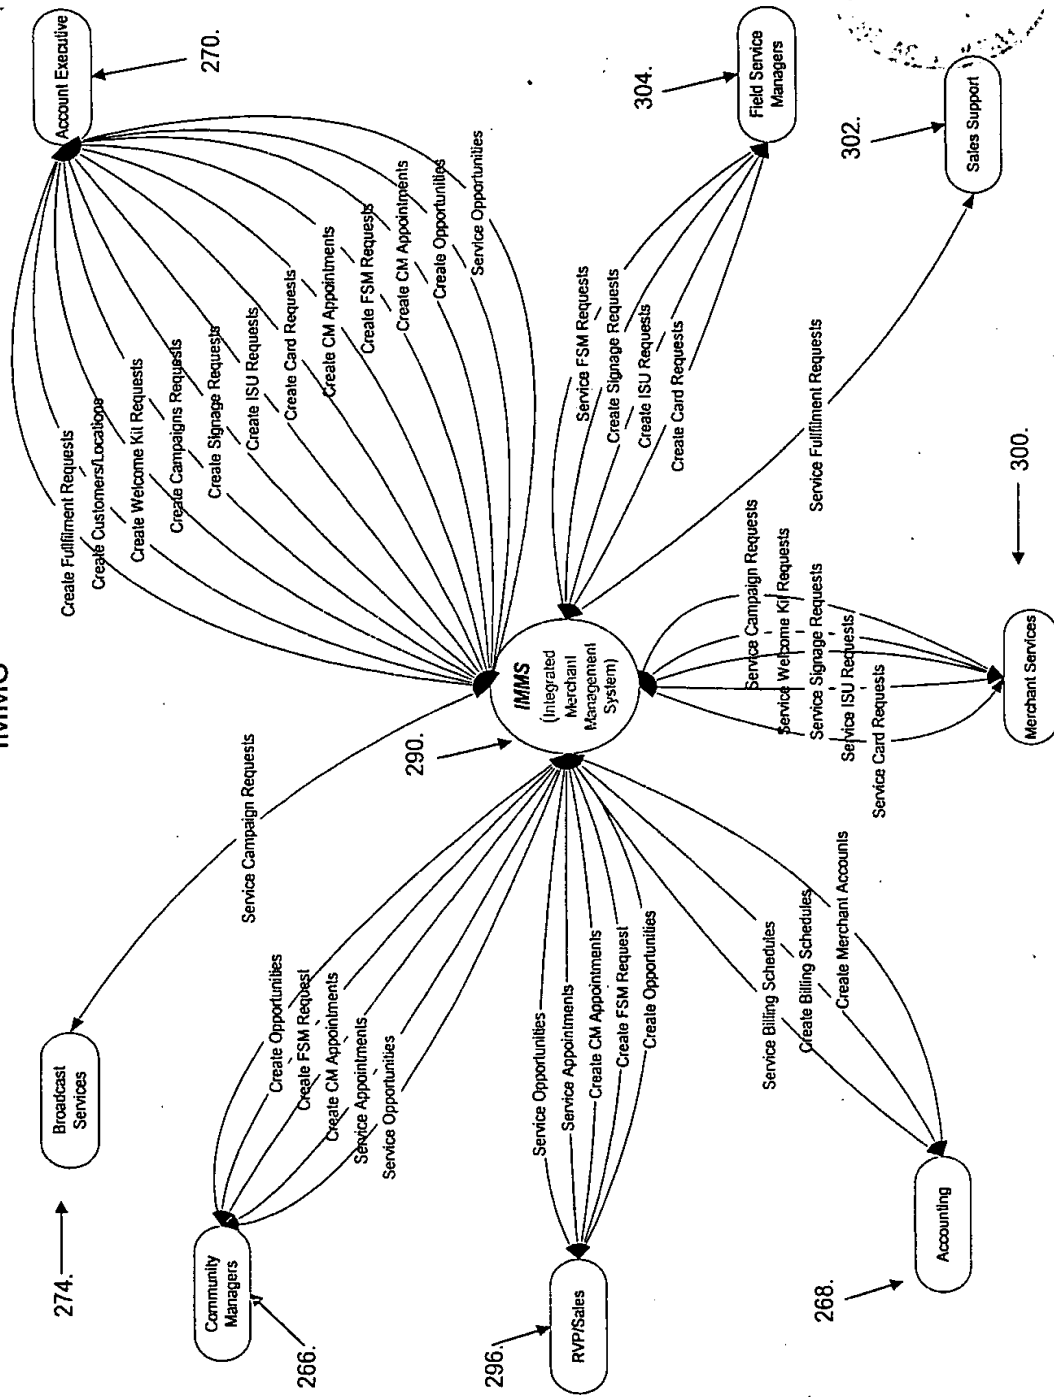 IMMS
274.
Broadcast
Services
Service Campaign Requests
270.
Account Executive
Create Fullfilment Requests
Create Customers/Locations
Create Welcome Kit Requests
Create Campaigns Requests
Create Signage Requests
Create ISU Requests
Create Card Requests
Create CM Appointments
Create FSM Requests
Create CM Appointments
Create Opportunities
Service Opportunities
266.
Community
Managers
Create Opportunities
Create FSM Request
Create CM Appointments
Service Appointments
Service Opportunities
290.
IMMS
(Integrated
Merchant
Management
System)
296.
RVP/Sales
Service Opportunities
Service Appointments
Create CM Appointments
Create FSM Request
Create Opportunities
304.
Field Service
Managers
Service FSM Requests
Create Signage Requests
Create ISU Requests
Create Card Requests
268.
Accounting
Service Billing Schedules
Create Billing Schedules
Create Merchant Accounts
Service Campaign Requests
Service Welcome Kit Requests
Service Signage Requests
Service ISU Requests
Service Card Requests
300.
Merchant Services
Service Fullfilment Requests
302.
Sales Support